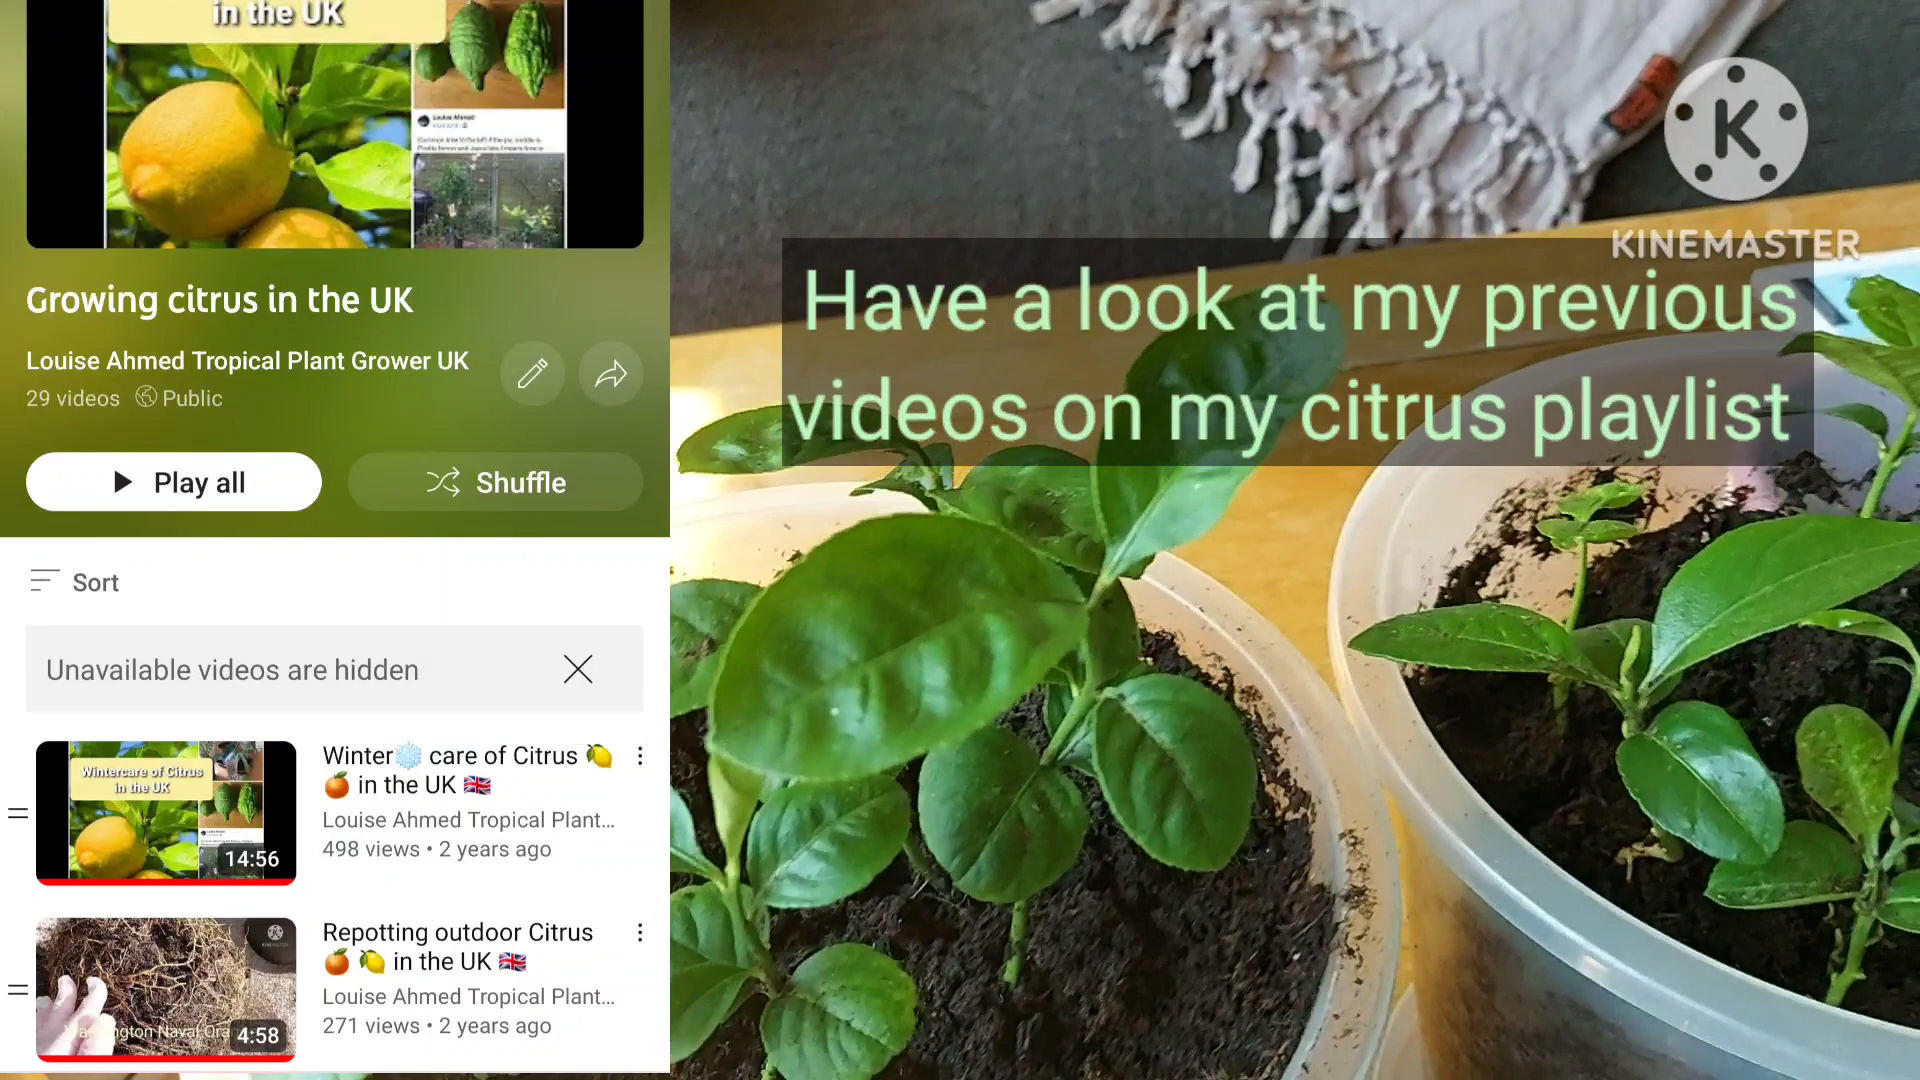 in the UK
Louise Ahmed
Growing citrus in the UK
Louise Ahmed Tropical Plant Grower UK
29 videos Public
Play all
Shuffle
Sort
Unavailable videos are hidden
Wintercare of Citrus
in the UK
14:56
Winter❄️ care of Citrus 🍋
🍊 in the UK 🇬🇧
Louise Ahmed Tropical Plant...
498 views • 2 years ago
4:58
Repotting outdoor Citrus
🍊 🍋 in the UK 🇬🇧
Louise Ahmed Tropical Plant...
271 views • 2 years ago
K
KINEMASTER
Have a look at my previous
videos on my citrus playlist